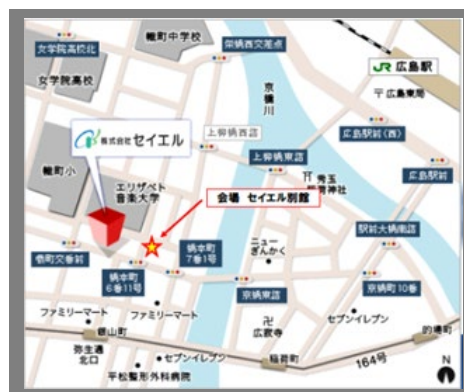 幟町中学校
栄橋西交差点
女学院高校北
女学院高校
JR 広島駅
〒広島東局
京橋川
株式会社セイエル
上柳橋西詰
広島駅前(西)
上柳橋東詰
広島駅前
幟町小
エリザベト
音楽大学
会場 セイエル別館
駅前大橋南詰
幟町交番前
橋本町
7番1号
橋本町
6番11号
ニュー
ぎんかく
京橋東詰
京橋町10番
ファミリーマート
ファミリーマート
卍
広教寺
セブンイレブン
的場町
銀山町
弥生通
北口
セブンイレブン
稲荷町
164号
平松整形外科病院
N